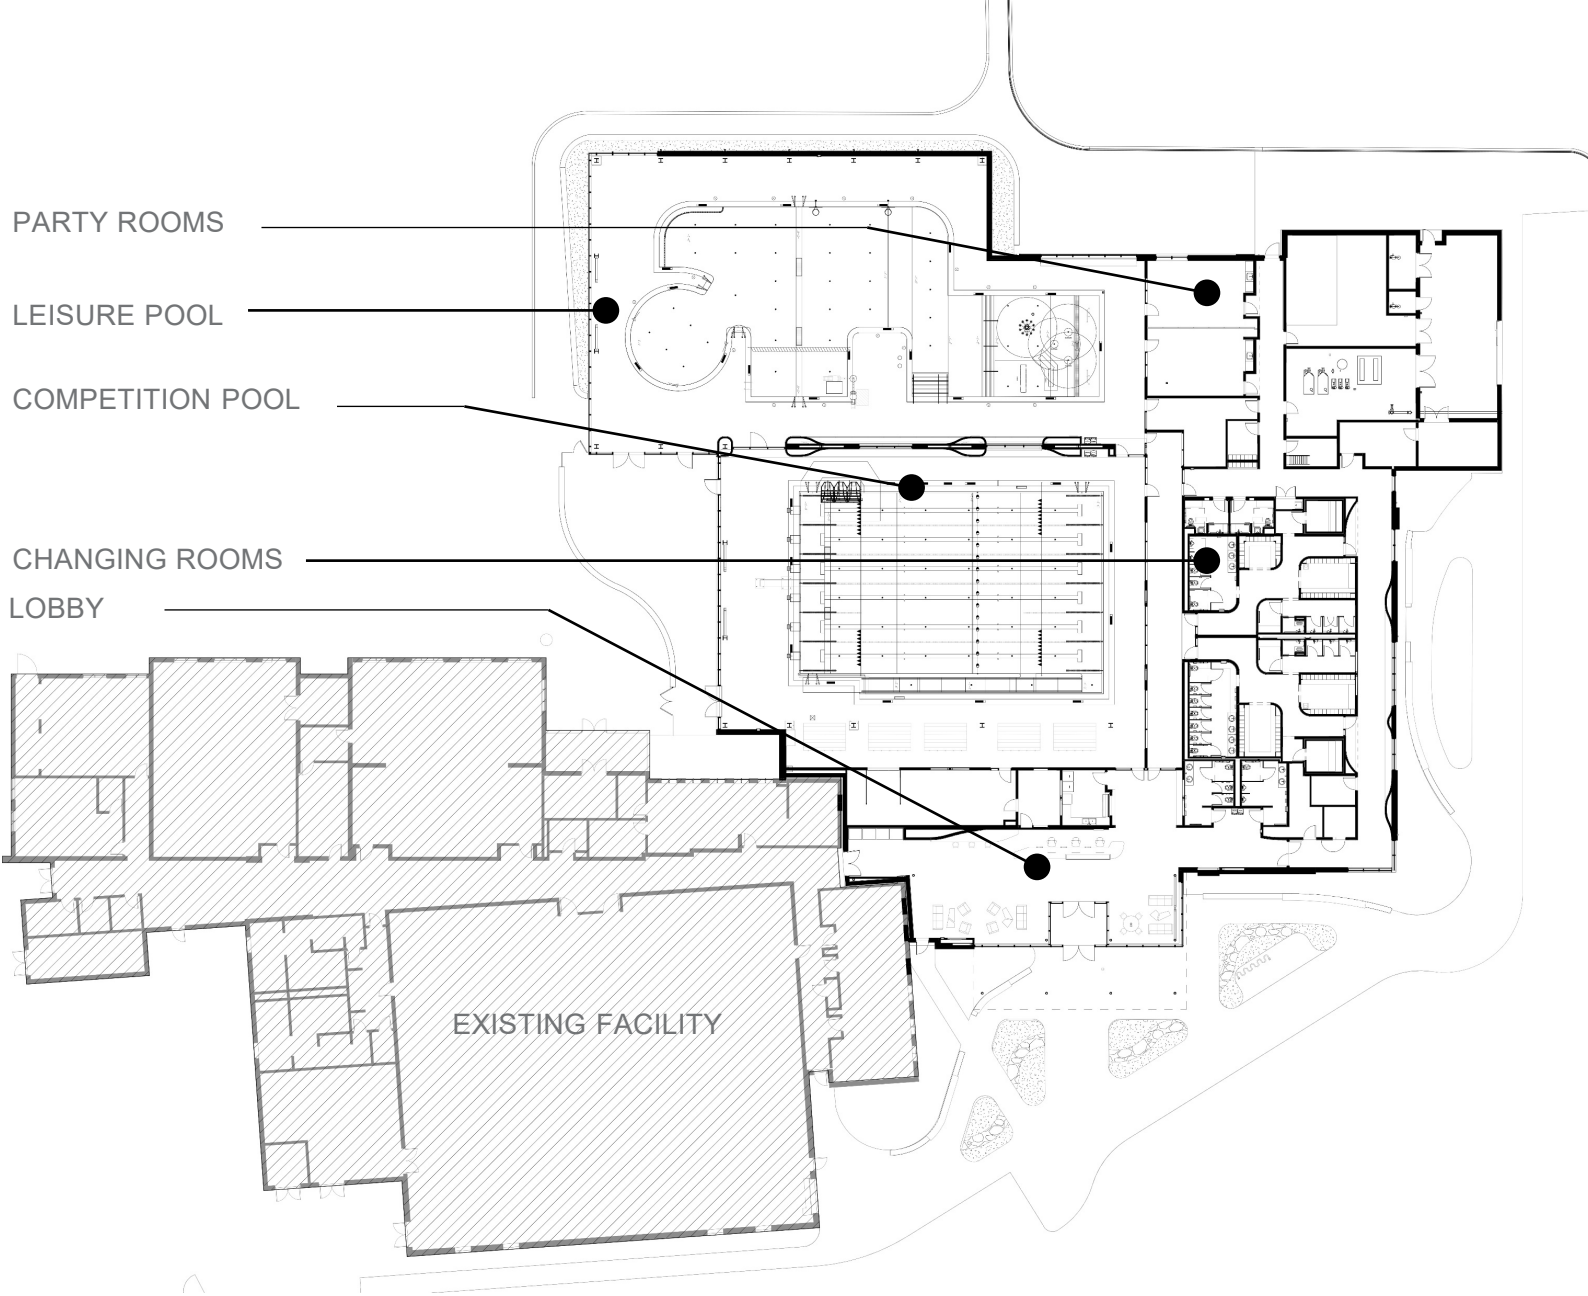 PARTY ROOMS
LEISURE POOL
COMPETITION POOL
CHANGING ROOMS
LOBBY
EXISTING FACILITY